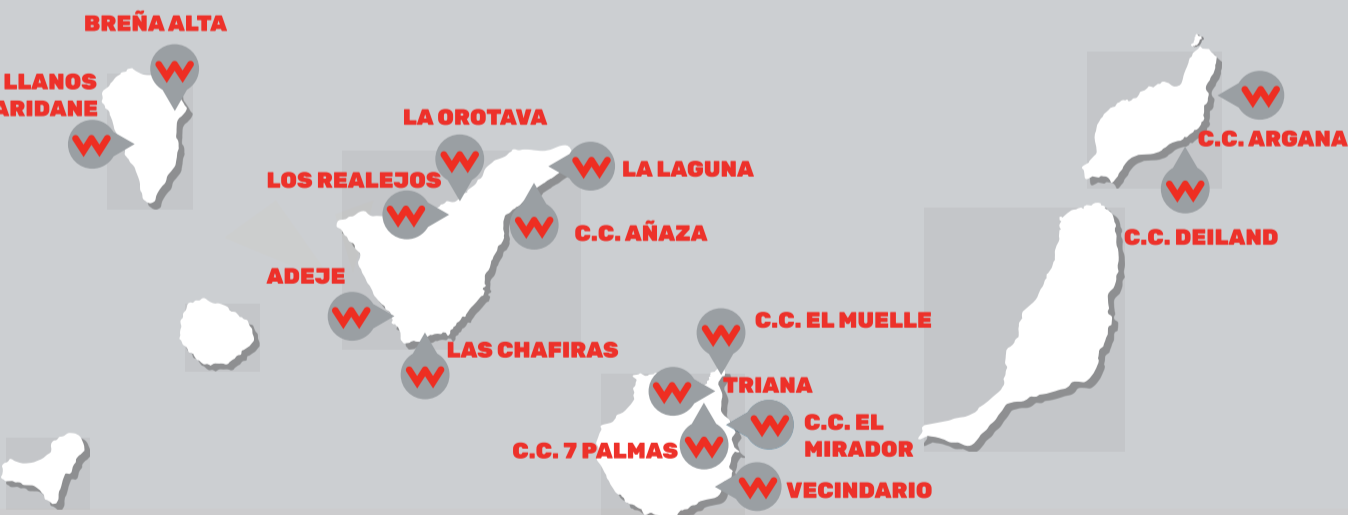 BREÑA ALTA
LLANOS
ARIDANE
LA OROTAVA
LOS REALEJOS
LA LAGUNA
C.C. AÑAZA
ADEJE
LAS CHAFIRAS
C.C. EL MUELLE
TRIANA
C.C. 7 PALMAS
C.C. EL
MIRADOR
VECINDARIO
C.C. ARGANA
C.C. DEILAND